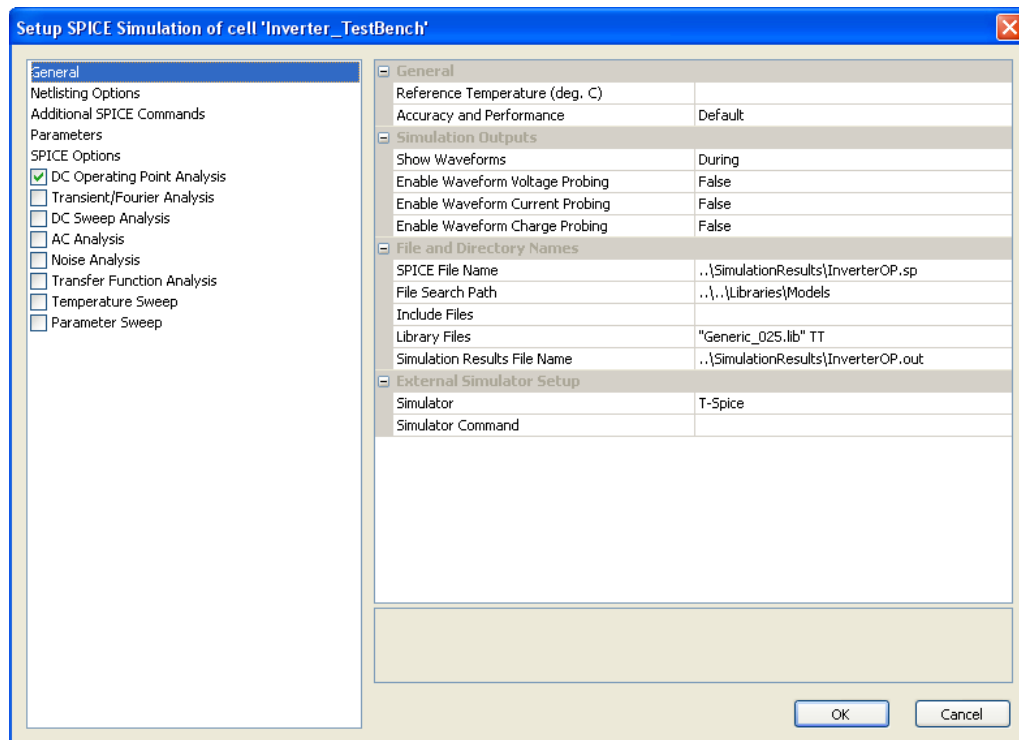 Setup SPICE Simulation of cell 'Inverter_TestBench'
General
Netlisting Options
Additional SPICE Commands
Parameters
SPICE Options
DC Operating Point Analysis
Transient/Fourier Analysis
DC Sweep Analysis
AC Analysis
Noise Analysis
Transfer Function Analysis
Temperature Sweep
Parameter Sweep
General
Reference Temperature (deg. C)
Accuracy and Performance Default
Simulation Outputs
Show Waveforms During
Enable Waveform Voltage Probing False
Enable Waveform Current Probing False
Enable Waveform Charge Probing False
File and Directory Names
SPICE File Name ..\SimulationResults\InverterOP.sp
File Search Path ..\..\Libraries\Models
Include Files
Library Files "Generic_025.lib" TT
Simulation Results File Name ..\SimulationResults\InverterOP.out
External Simulator Setup
Simulator T-Spice
Simulator Command
OK Cancel